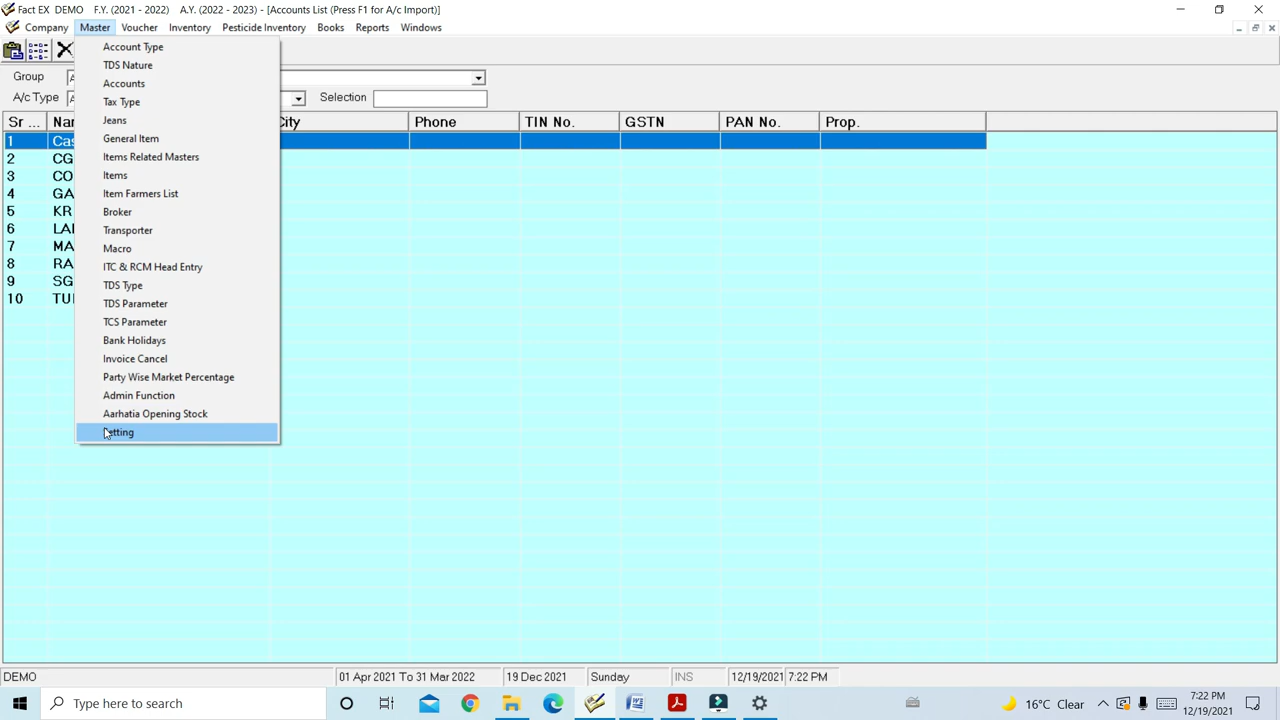 Fact EX DEMO F.Y. (2021 - 2022) A.Y. (2022 - 2023) - [Accounts List (Press F1 for A/c Import)]
Company Master Voucher Inventory Pesticide Inventory Books Reports Windows
Account Type
TDS Nature
Accounts
Tax Type
Jeans
General Item
Items Related Masters
Items
Item Farmers List
Broker
Transporter
Macro
ITC & RCM Head Entry
TDS Type
TDS Parameter
TCS Parameter
Bank Holidays
Invoice Cancel
Party Wise Market Percentage
Admin Function
Aarhatia Opening Stock
Group
A/c Type Selection
Sr ... City Phone TIN No. GSTN PAN No. Prop.
1
2 CG
3 CO
4 GA
5 KR
6
7 MA
8 RA
9 SG
10
DEMO 01 Apr 2021 To 31 Mar 2022 19 Dec 2021 Sunday INS 12/19/2021 7:22 PM
Type here to search 16°C Clear 7:22 PM
12/19/2021